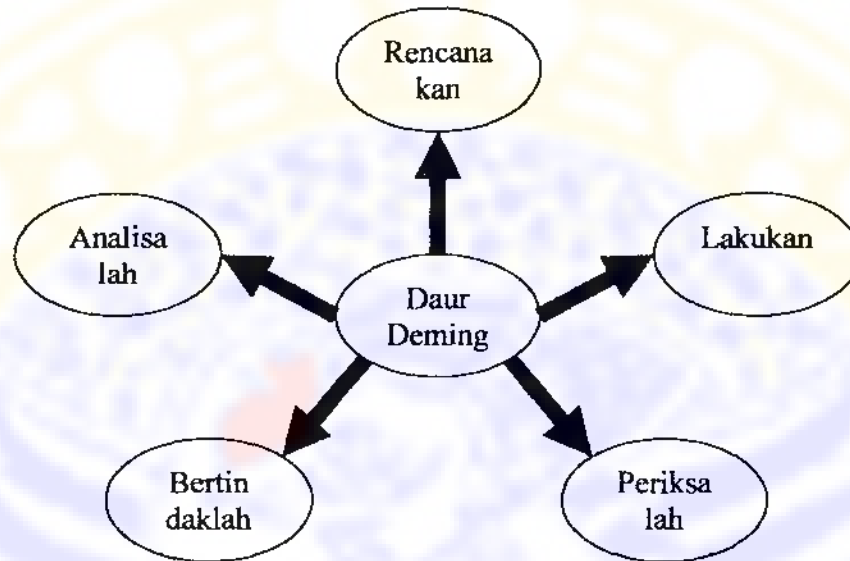 Rencana
kan
Analisa
lah
Lakukan
Daur
Deming
Bertin
daklah
Periksa
lah